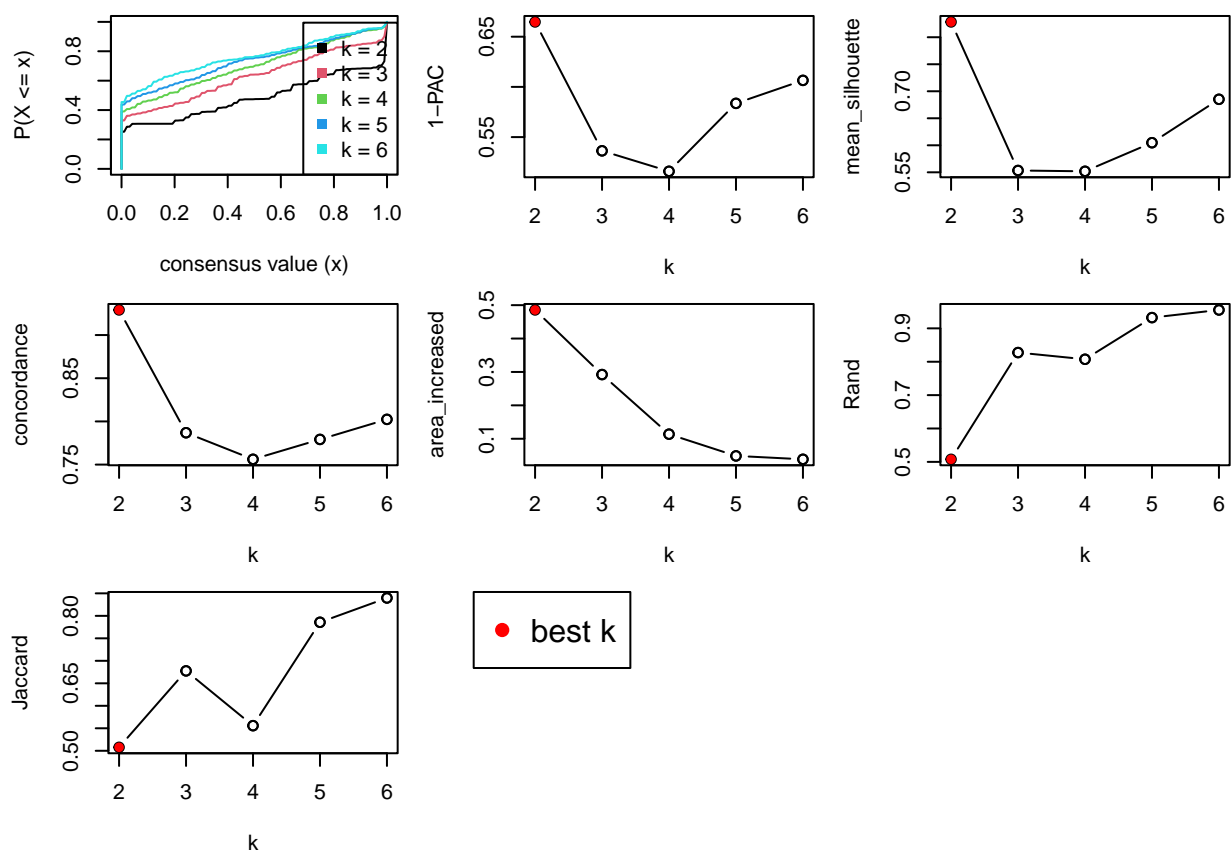 P(X <= x)
0.0 0.4 0.8
k = 2
k = 3
k = 4
k = 5
k = 6
0.0 0.2 0.4 0.6 0.8 1.0
consensus value (x)
1−PAC
0.55 0.65
2 3 4 5 6
k
mean_silhouette
0.55 0.70
2 3 4 5 6
k
concordance
0.75 0.85
2 3 4 5 6
k
area_increased
0.1 0.3 0.5
2 3 4 5 6
k
Rand
0.5 0.7 0.9
2 3 4 5 6
k
Jaccard
0.50 0.65 0.80
2 3 4 5 6
k
best k